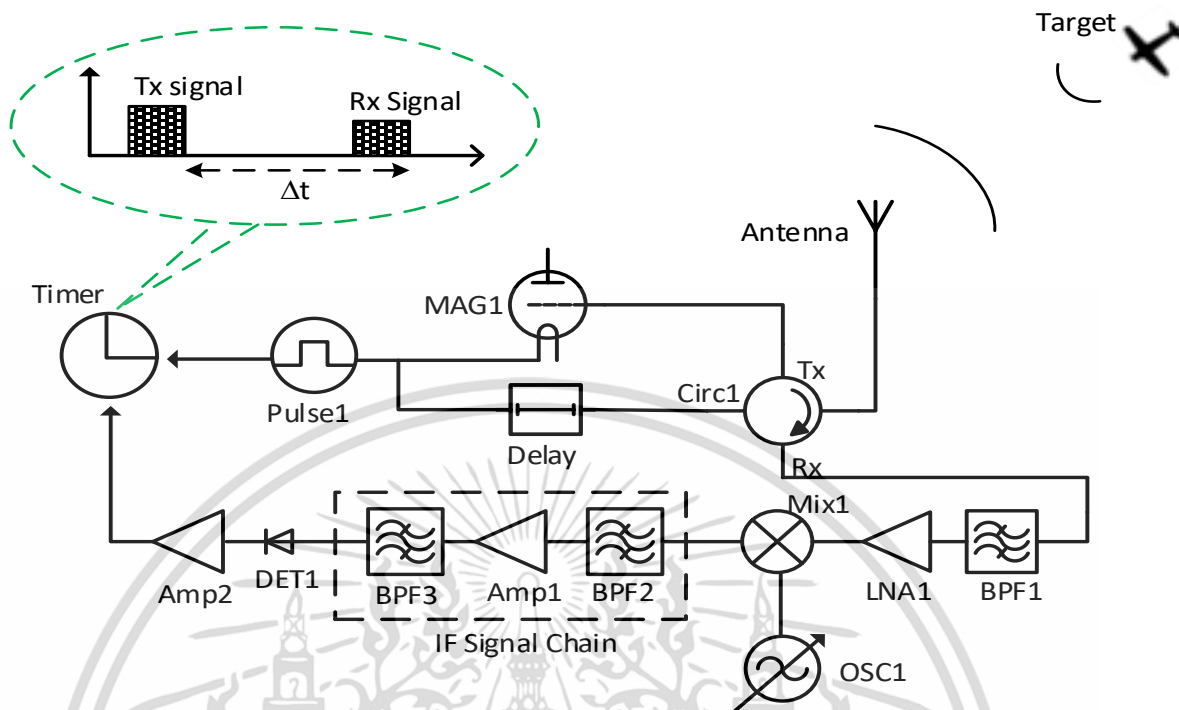 Target
Tx signal
Rx Signal
Δt
Antenna
Timer
MAG1
Tx
Circ1
Pulse1
Delay
Rx
Mix1
Amp2
DET1
BPF3
Amp1
BPF2
LNA1
BPF1
IF Signal Chain
OSC1